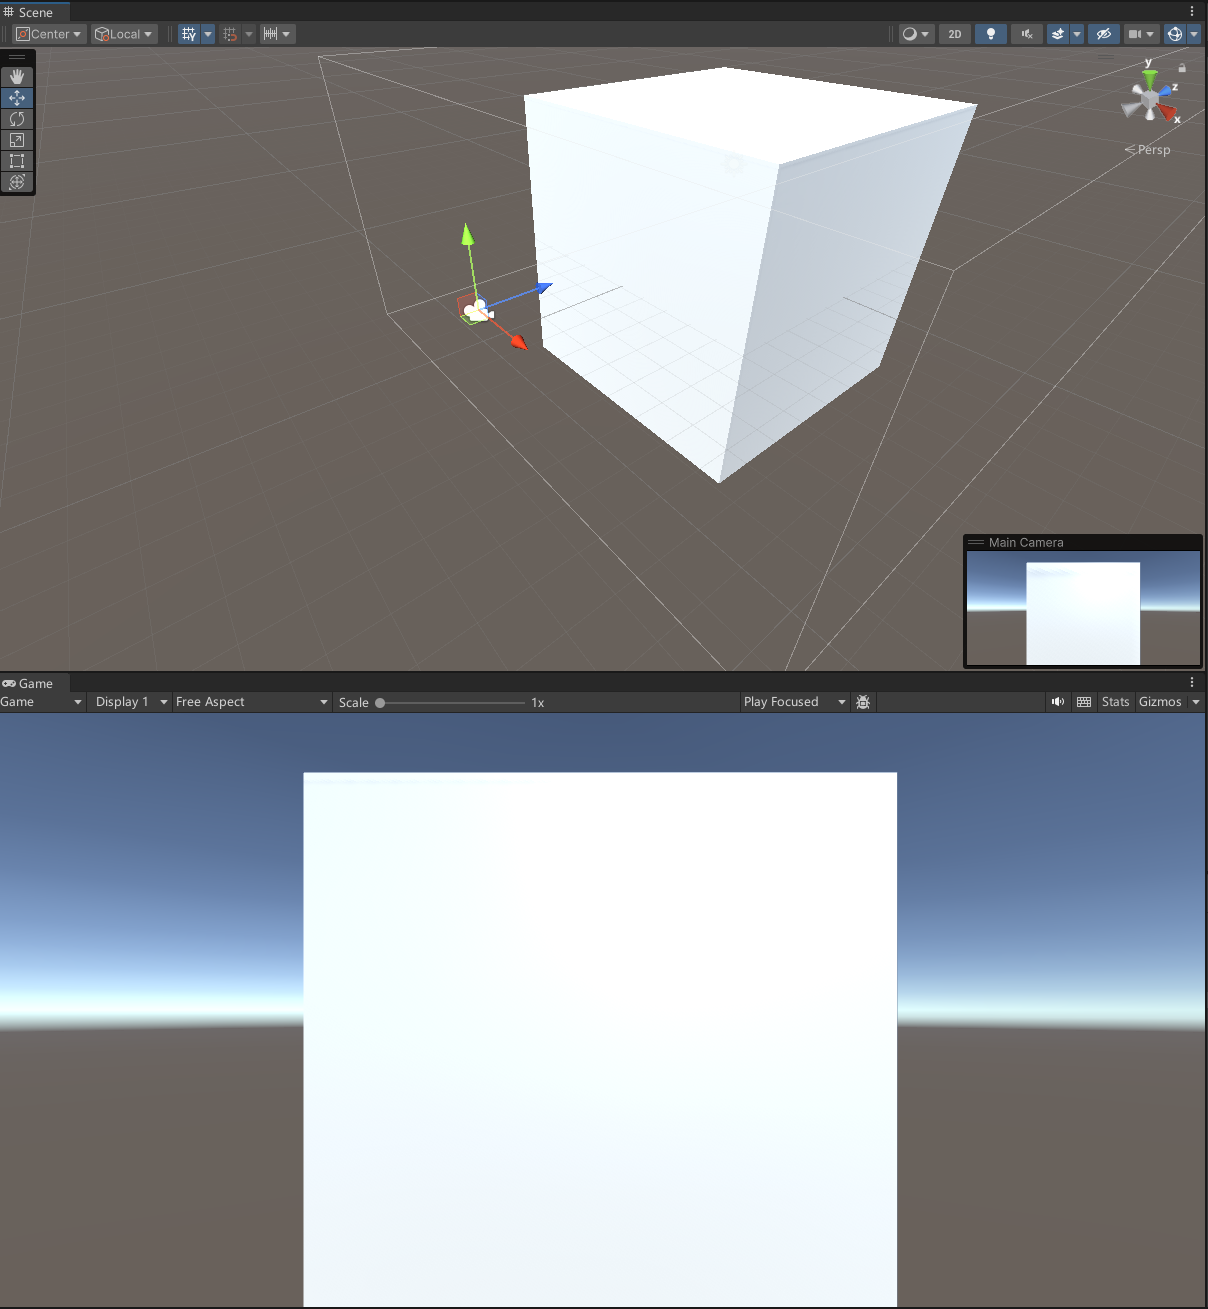 Scene
Center Local 2D
y
z
x
Persp
Main Camera
Game
Game Display 1 Free Aspect Scale 1x Play Focused Stats Gizmos